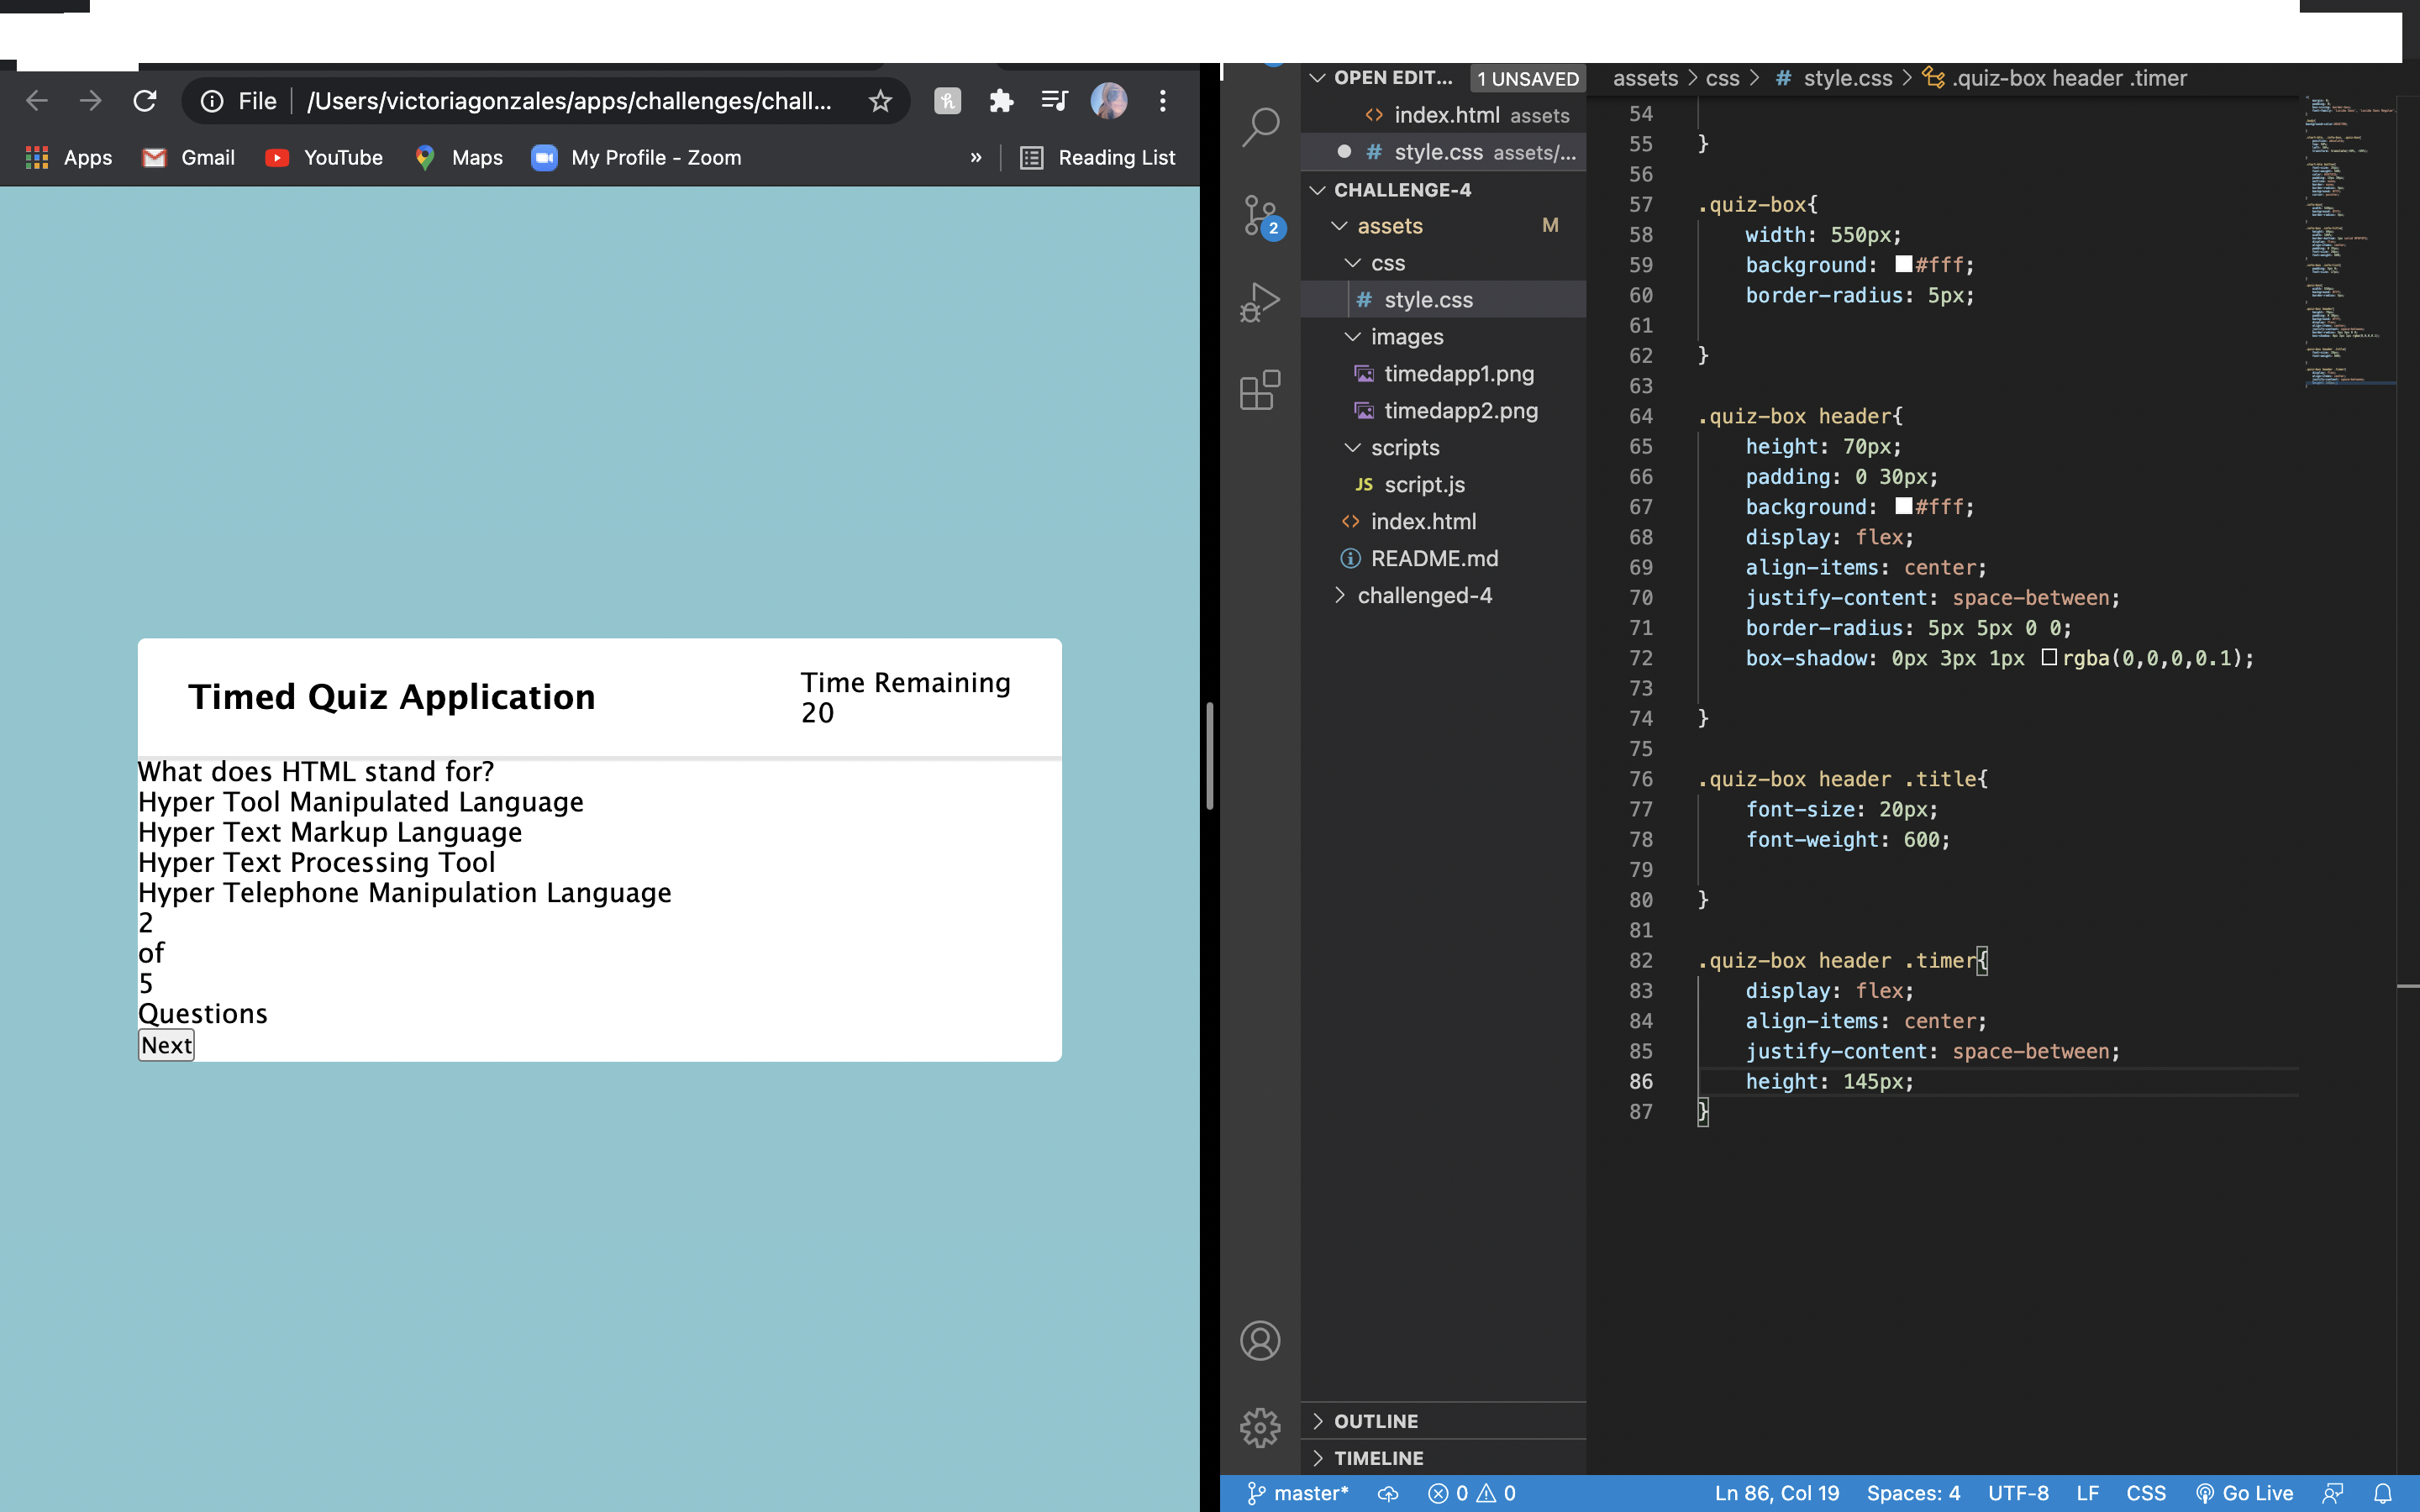 File /Users/victoriagonzales/apps/challenges/chall...
Apps Gmail YouTube Maps My Profile - Zoom » Reading List
Timed Quiz Application
Time Remaining
20
What does HTML stand for?
Hyper Tool Manipulated Language
Hyper Text Markup Language
Hyper Text Processing Tool
Hyper Telephone Manipulation Language
2
of
5
Questions
Next
OPEN EDIT... 1 UNSAVED
<> index.html assets
# style.css assets/...
CHALLENGE-4
assets M
css
# style.css
images
timedapp1.png
timedapp2.png
scripts
JS script.js
<> index.html
README.md
challenged-4
OUTLINE
TIMELINE
2
assets > css > # style.css > .quiz-box header .timer
54
55 }
56
57 .quiz-box{
58 width: 550px;
59 background: #fff;
60 border-radius: 5px;
61
62 }
63
64 .quiz-box header{
65 height: 70px;
66 padding: 0 30px;
67 background: #fff;
68 display: flex;
69 align-items: center;
70 justify-content: space-between;
71 border-radius: 5px 5px 0 0;
72 box-shadow: 0px 3px 1px rgba(0,0,0,0.1);
73
74 }
75
76 .quiz-box header .title{
77 font-size: 20px;
78 font-weight: 600;
79
80 }
81
82 .quiz-box header .timer{
83 display: flex;
84 align-items: center;
85 justify-content: space-between;
86 height: 145px;
87 }
master* 0 0 Ln 86, Col 19 Spaces: 4 UTF-8 LF CSS Go Live